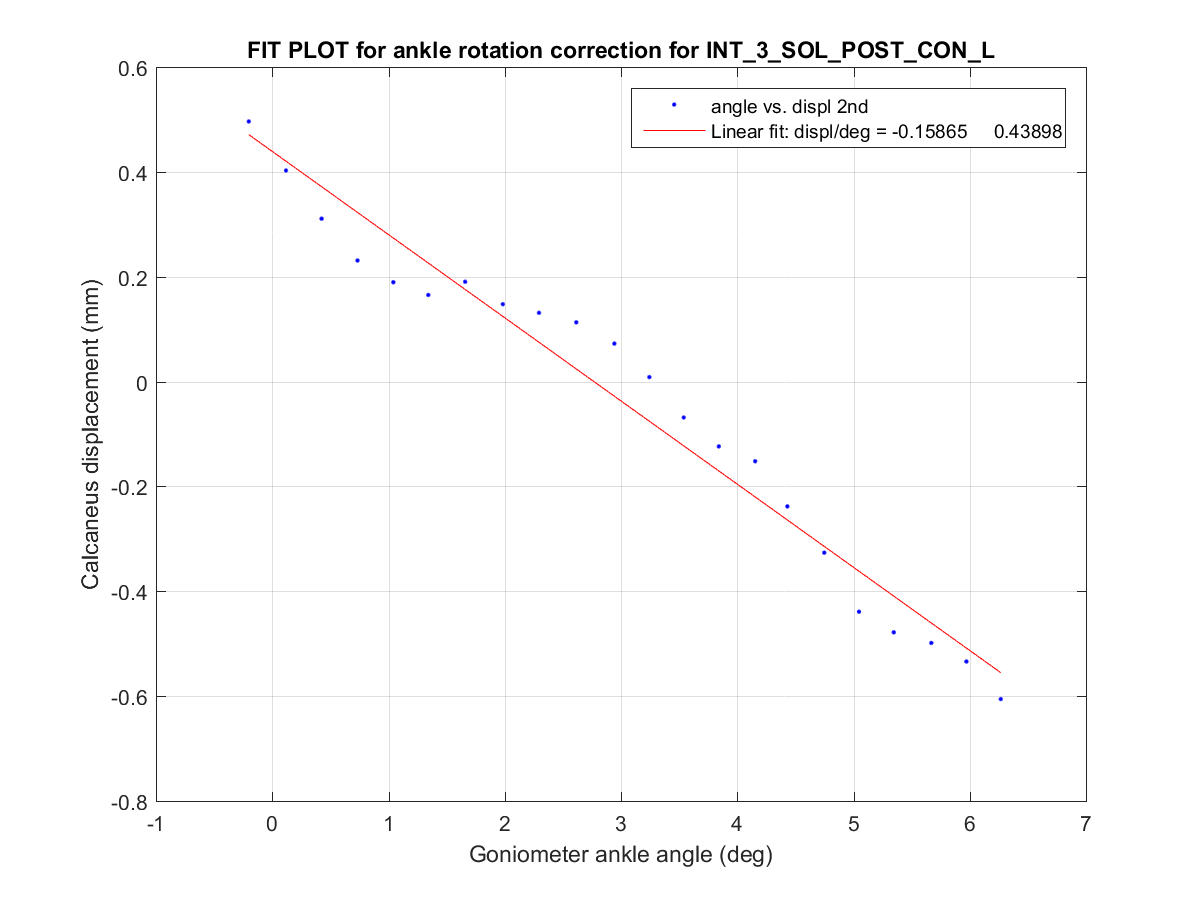 FIT PLOT for ankle rotation correction for INT_3_SOL_POST_CON_L
angle vs. displ 2nd
Linear fit: displ/deg = -0.15865 0.43898
0.6
0.4
0.2
0
-0.2
-0.4
-0.6
-0.8
Calcaneus displacement (mm)
-1 0 1 2 3 4 5 6 7
Goniometer ankle angle (deg)